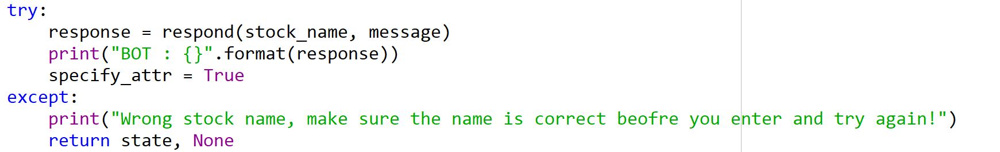 try:
    response = respond(stock_name, message)
    print("BOT : {}".format(response))
    specify_attr = True
except:
    print("Wrong stock name, make sure the name is correct beofre you enter and try again!")
    return state, None